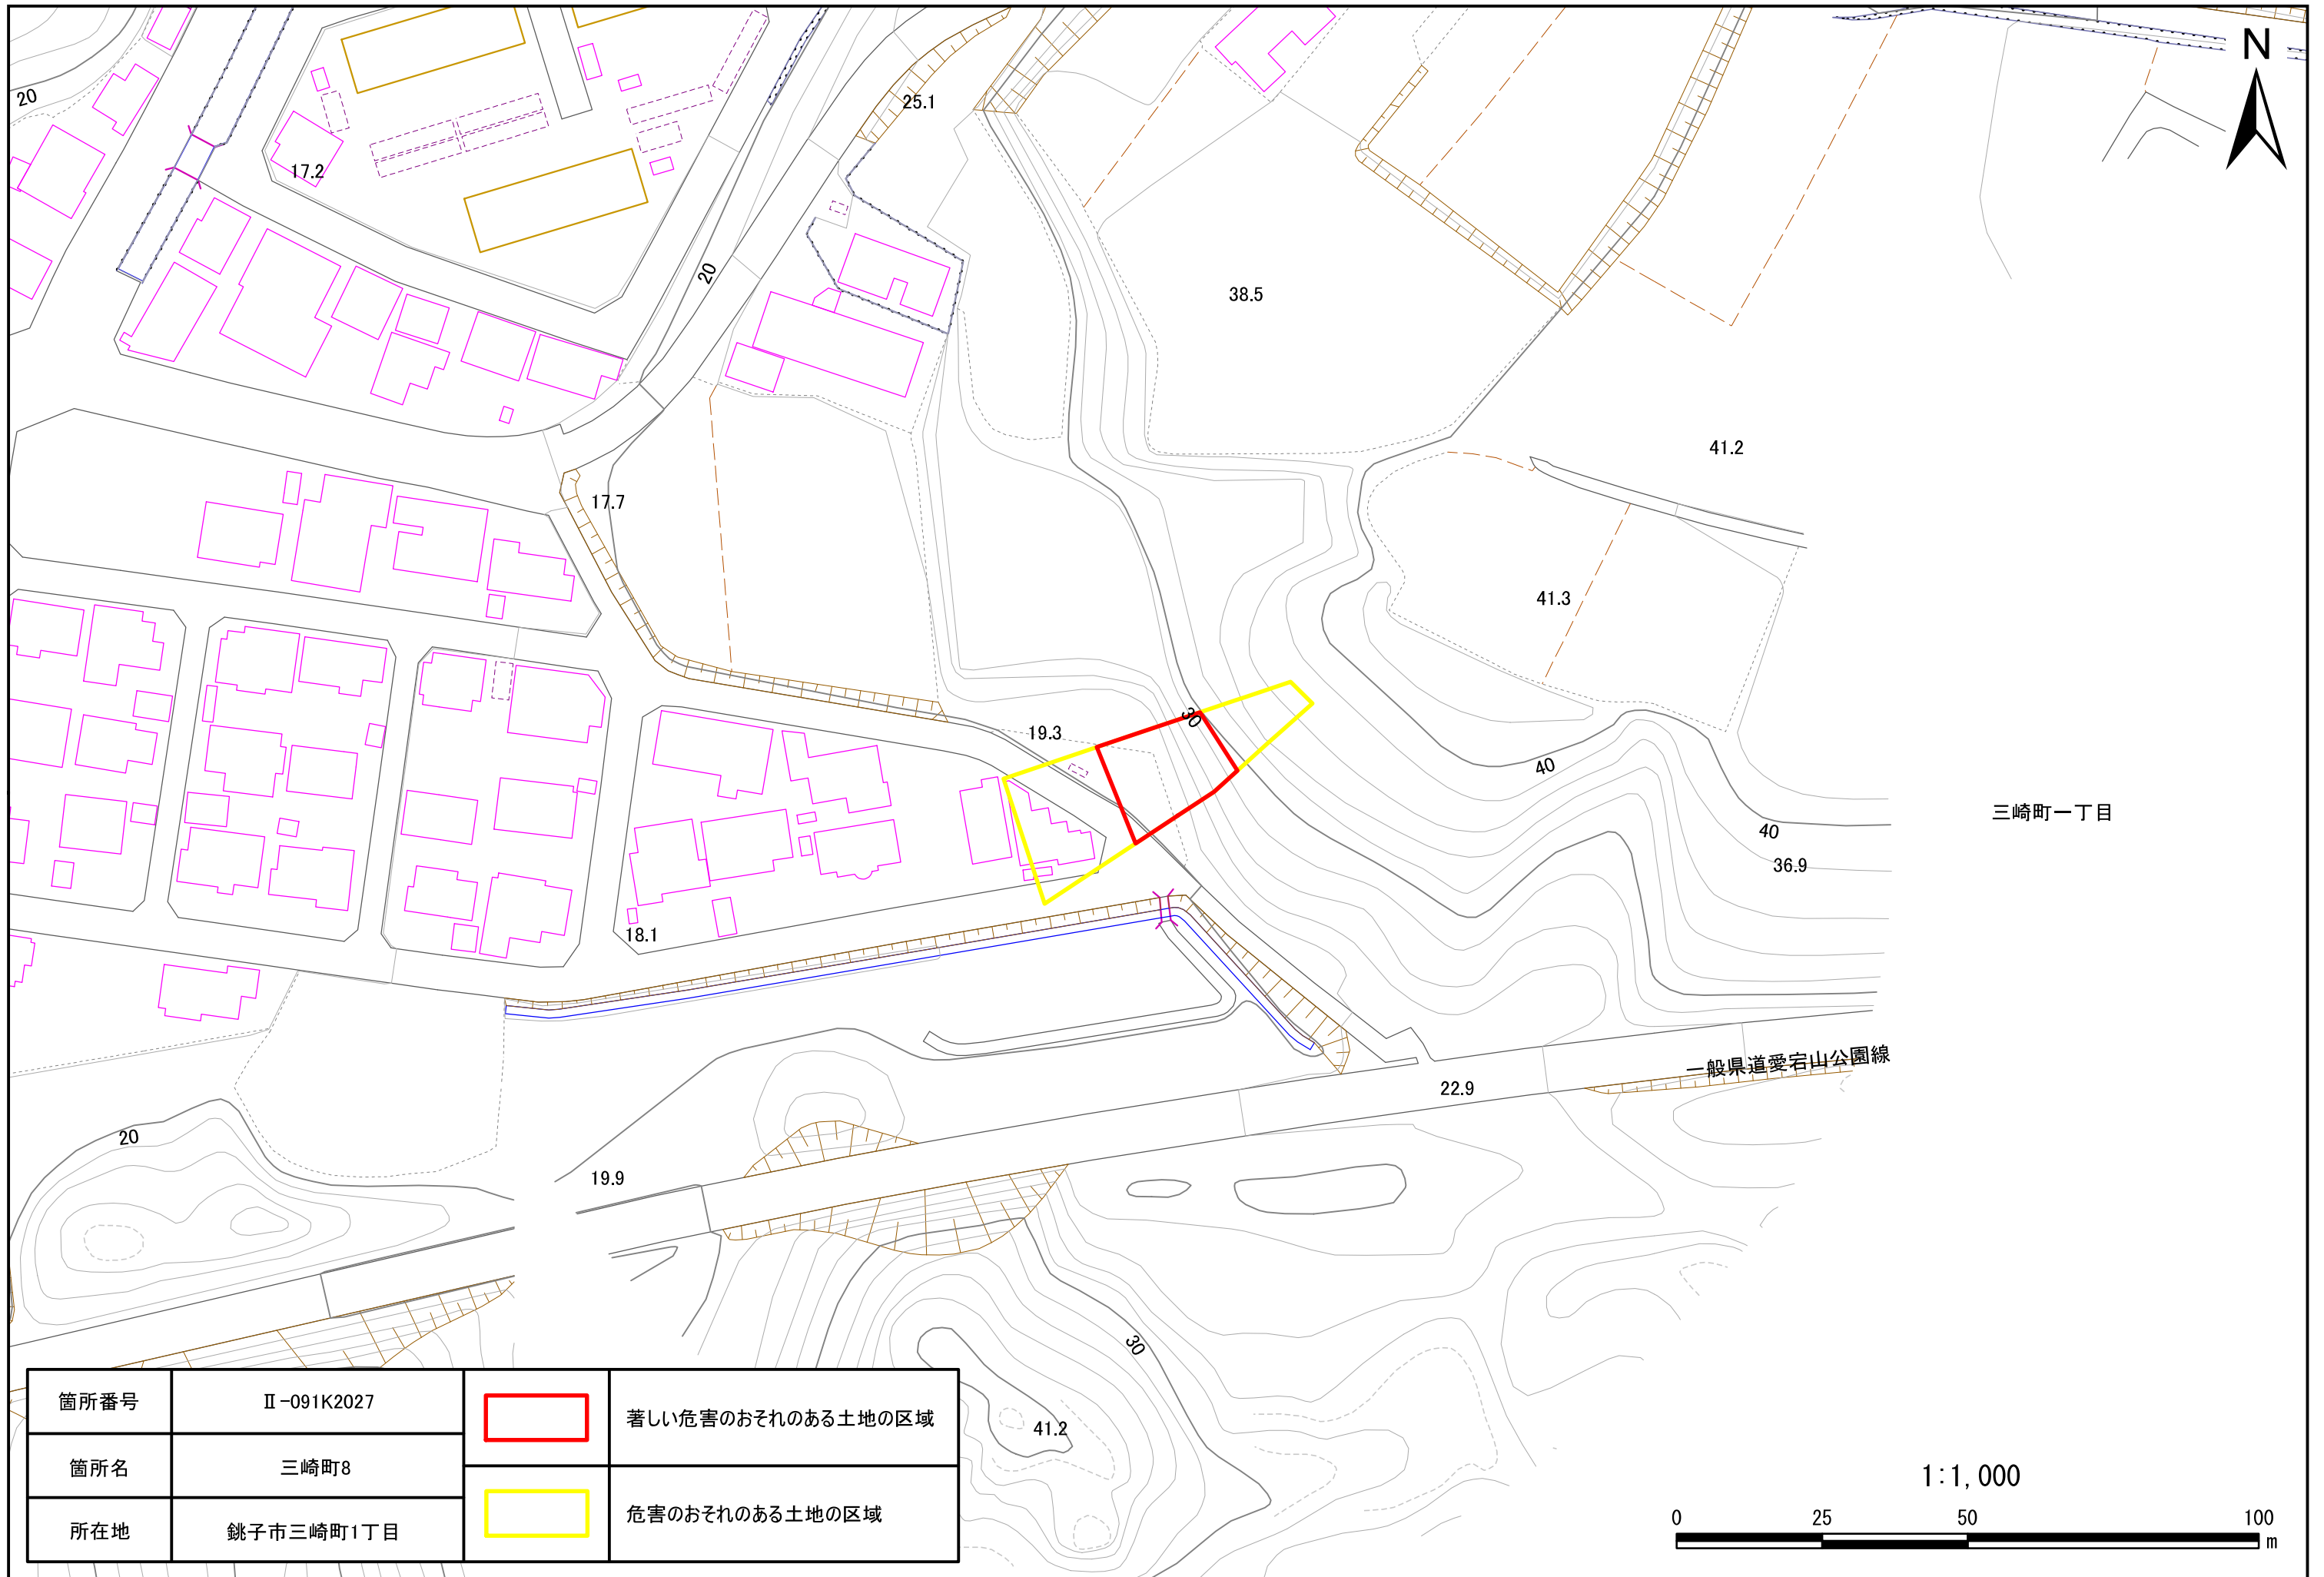 N
20
25.1
17.2
20
38.5
41.2
17.7
41.3
30
19.3
40
三崎町一丁目
40
36.9
18.1
一般県道愛宕山公園線
22.9
20
19.9
30
41.2
箇所番号
Ⅱ-091K2027
箇所名
三崎町8
所在地
銚子市三崎町1丁目
著しい危害のおそれのある土地の区域
危害のおそれのある土地の区域
1:1,000
0 25 50 100
m